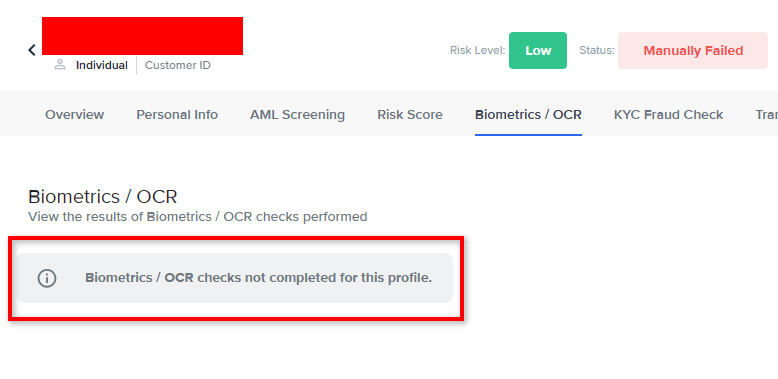 Risk Level: Low Status: Manually Failed
Individual Customer ID
Overview Personal Info AML Screening Risk Score Biometrics / OCR KYC Fraud Check Tran
Biometrics / OCR
View the results of Biometrics / OCR checks performed
Biometrics / OCR checks not completed for this profile.